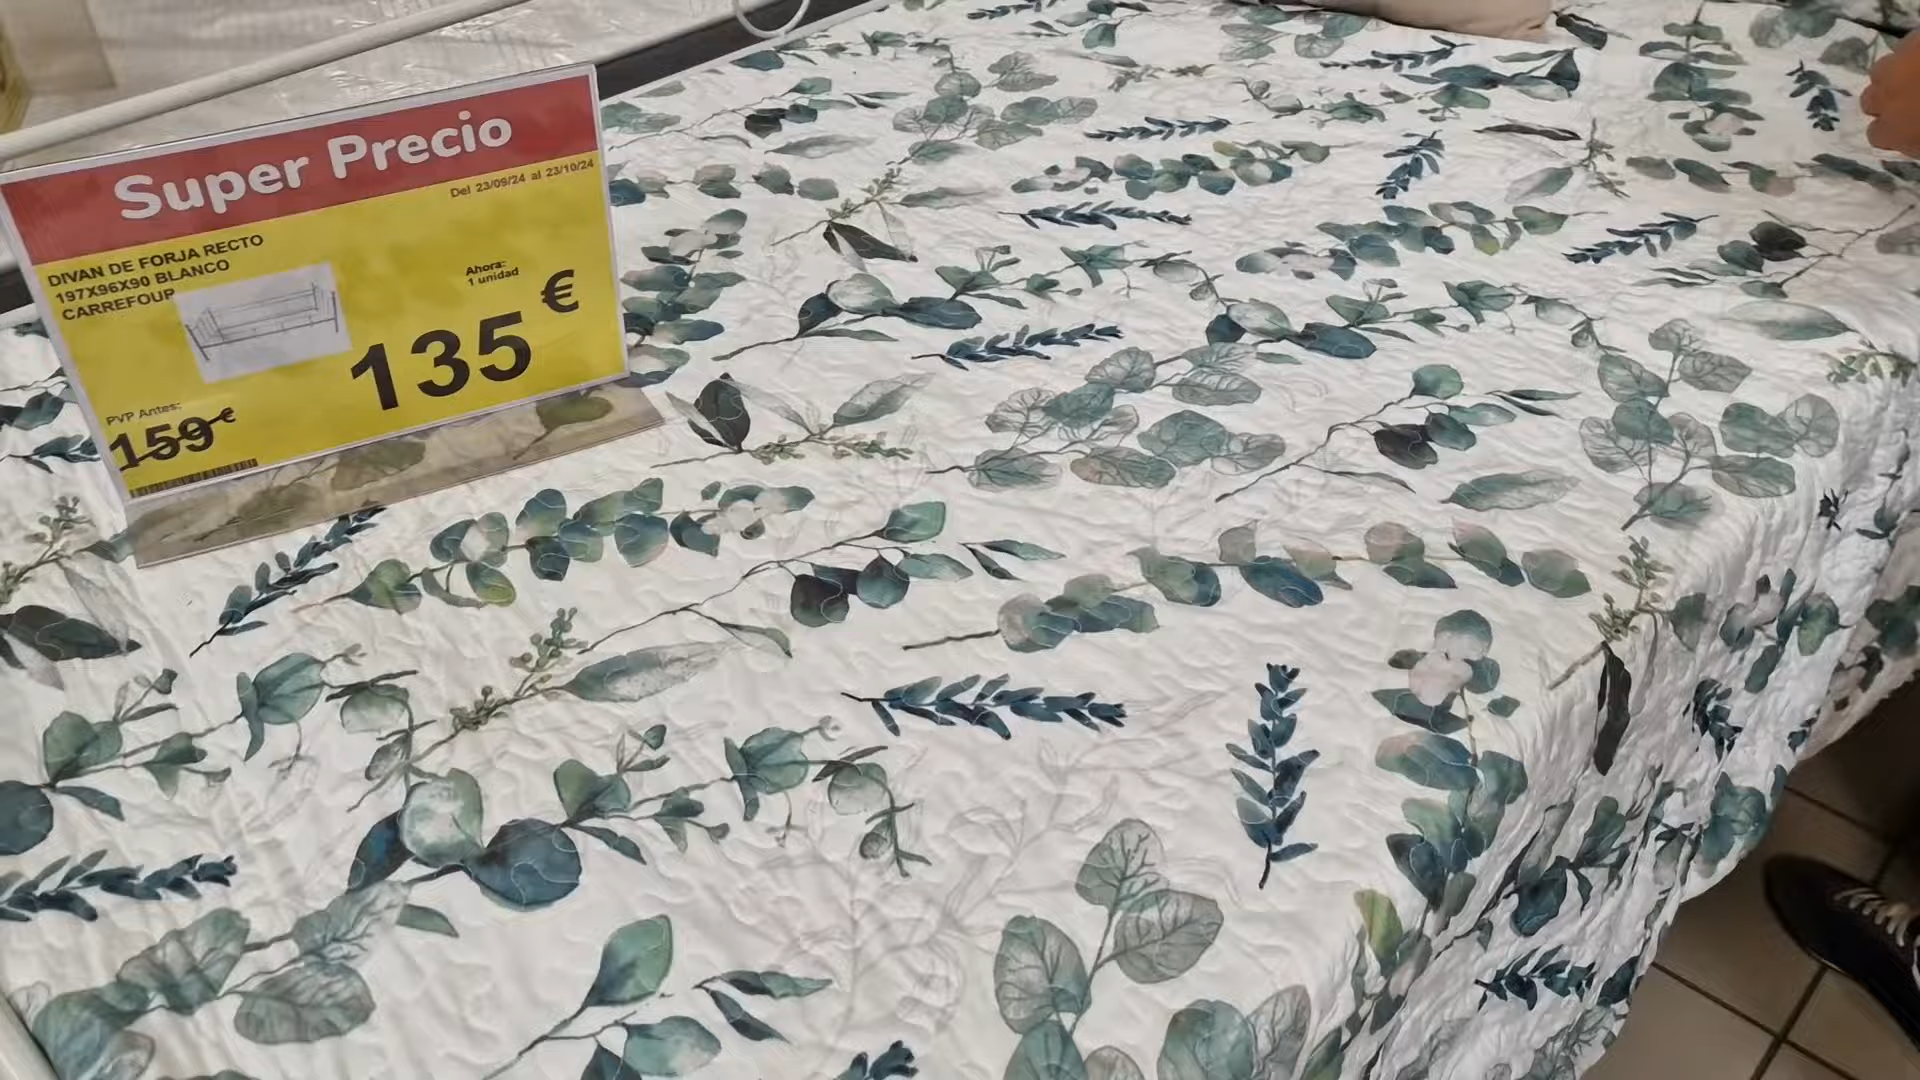 Super Precio
Del 23/09/24 al 23/10/24
DIVAN DE FORJA RECTO
197X96X90 BLANCO
CARREFOUR
Ahora:
1 unidad
135 €
PVP Antes:
159€